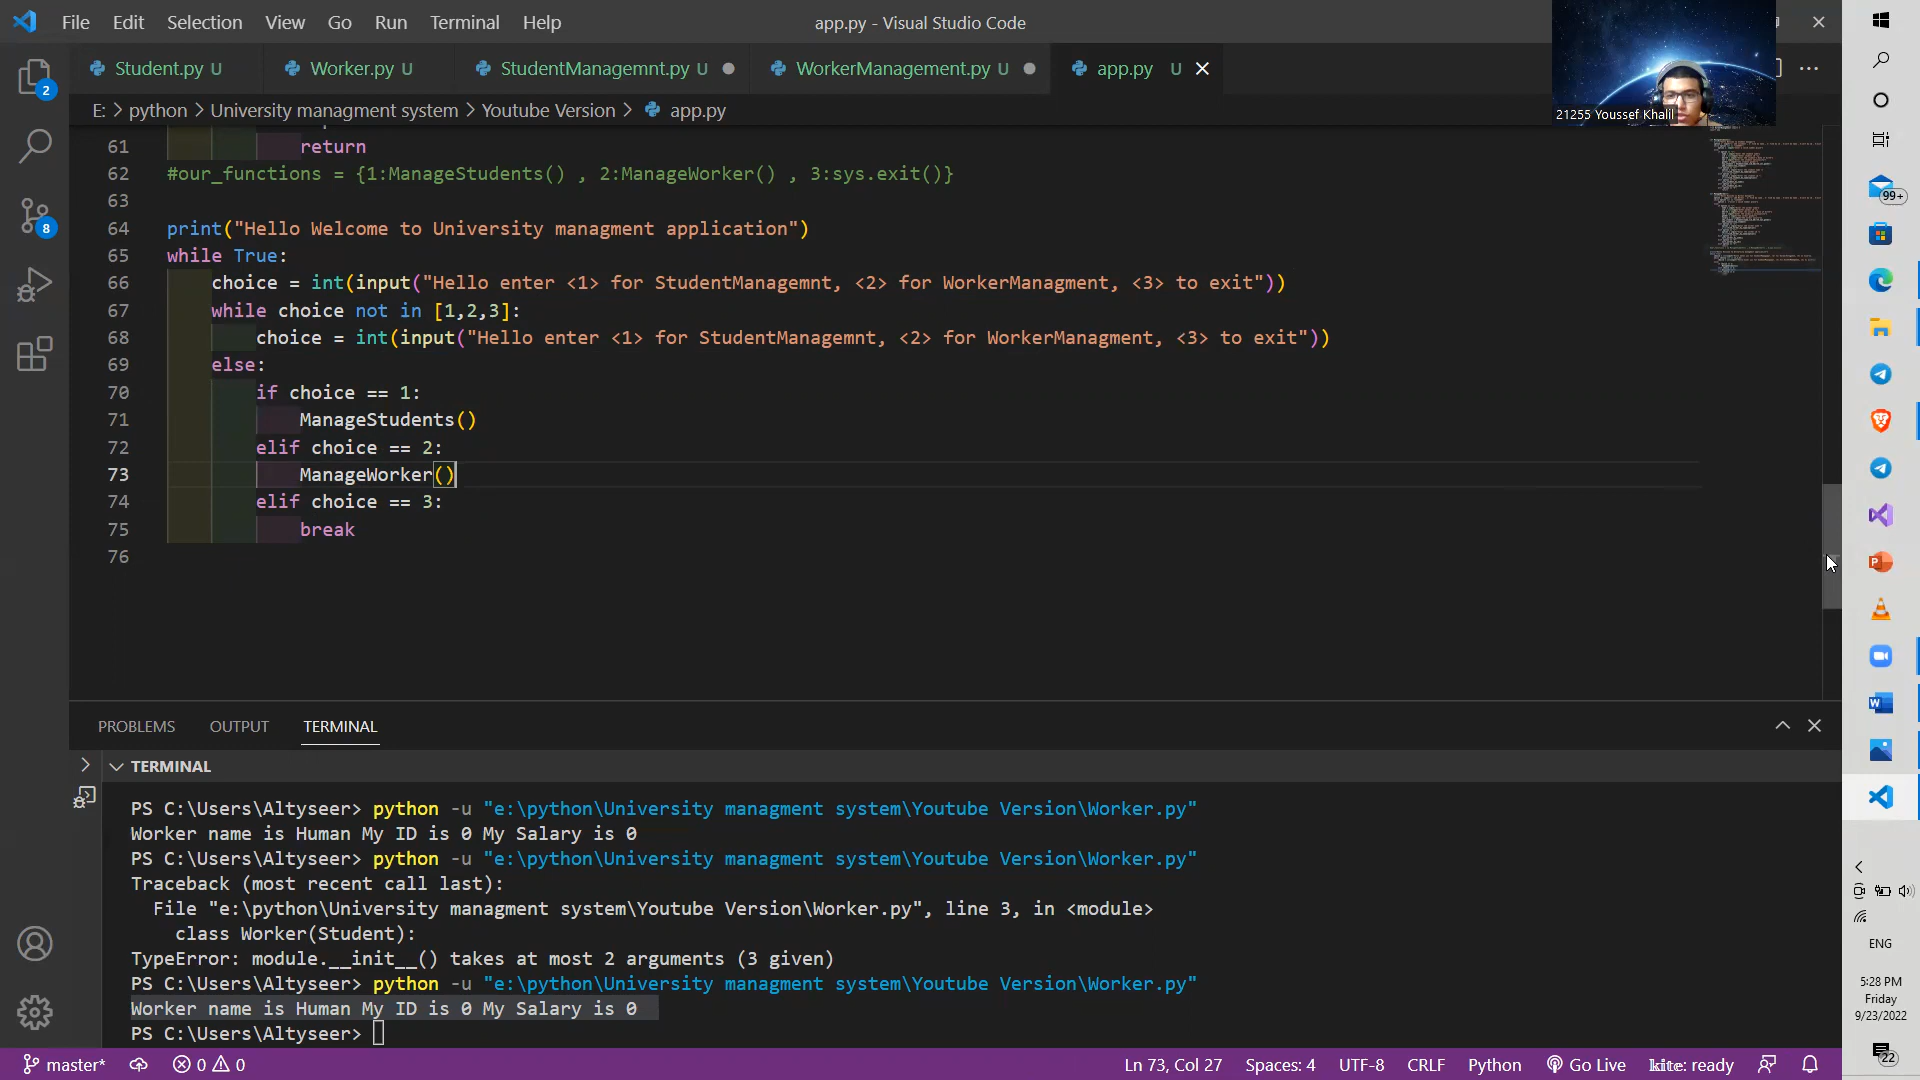 File Edit Selection View Go Run Terminal Help
app.py - Visual Studio Code
Student.py U
Worker.py U
StudentManagemnt.py U
WorkerManagement.py U
app.py U
E: > python > University managment system > Youtube Version > app.py
21255 Youssef Khalil
61 return
62 #our_functions = {1:ManageStudents() , 2:ManageWorker() , 3:sys.exit()}
63
64 print("Hello Welcome to University managment application")
65 while True:
66 choice = int(input("Hello enter <1> for StudentManagemnt, <2> for WorkerManagment, <3> to exit"))
67 while choice not in [1,2,3]:
68 choice = int(input("Hello enter <1> for StudentManagemnt, <2> for WorkerManagment, <3> to exit"))
69 else:
70 if choice == 1:
71 ManageStudents()
72 elif choice == 2:
73 ManageWorker()
74 elif choice == 3:
75 break
76
PROBLEMS OUTPUT TERMINAL
TERMINAL
PS C:\Users\Altyseer> python -u "e:\python\University managment system\Youtube Version\Worker.py"
Worker name is Human My ID is 0 My Salary is 0
PS C:\Users\Altyseer> python -u "e:\python\University managment system\Youtube Version\Worker.py"
Traceback (most recent call last):
File "e:\python\University managment system\Youtube Version\Worker.py", line 3, in <module>
class Worker(Student):
TypeError: module.__init__() takes at most 2 arguments (3 given)
PS C:\Users\Altyseer> python -u "e:\python\University managment system\Youtube Version\Worker.py"
Worker name is Human My ID is 0 My Salary is 0
PS C:\Users\Altyseer>
master* 0 0
Ln 73, Col 27 Spaces: 4 UTF-8 CRLF Python Go Live kite: ready
2
8
99+
ENG
5:28 PM
Friday
9/23/2022
22